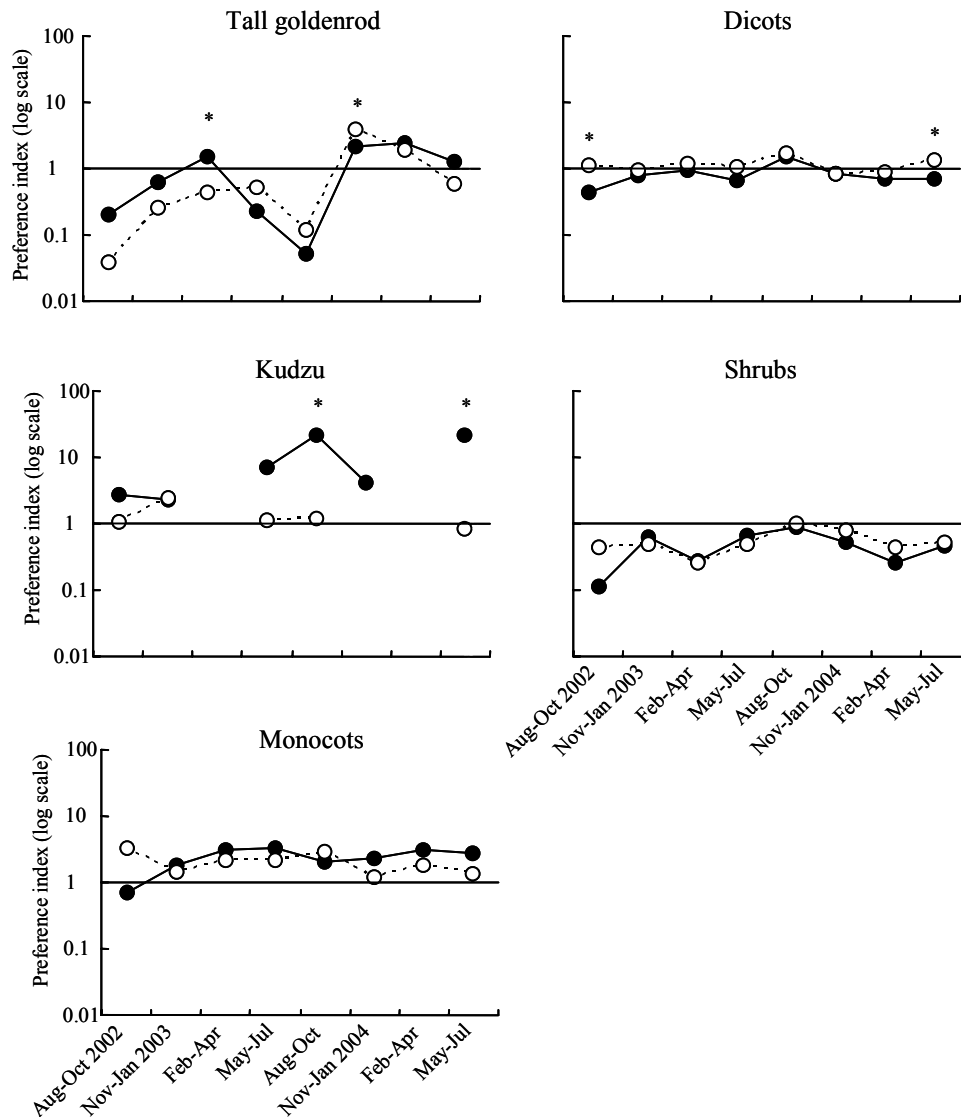 Tall goldenrod
Preference index (log scale)
100
10
1
0.1
0.01
*
*
Dicots
*
*
Kudzu
Preference index (log scale)
100
10
1
0.1
0.01
*
*
Shrubs
Aug-Oct 2002
Nov-Jan 2003
Feb-Apr
May-Jul
Aug-Oct
Nov-Jan 2004
Feb-Apr
May-Jul
Monocots
Preference index (log scale)
100
10
1
0.1
0.01
Aug-Oct 2002
Nov-Jan 2003
Feb-Apr
May-Jul
Aug-Oct
Nov-Jan 2004
Feb-Apr
May-Jul